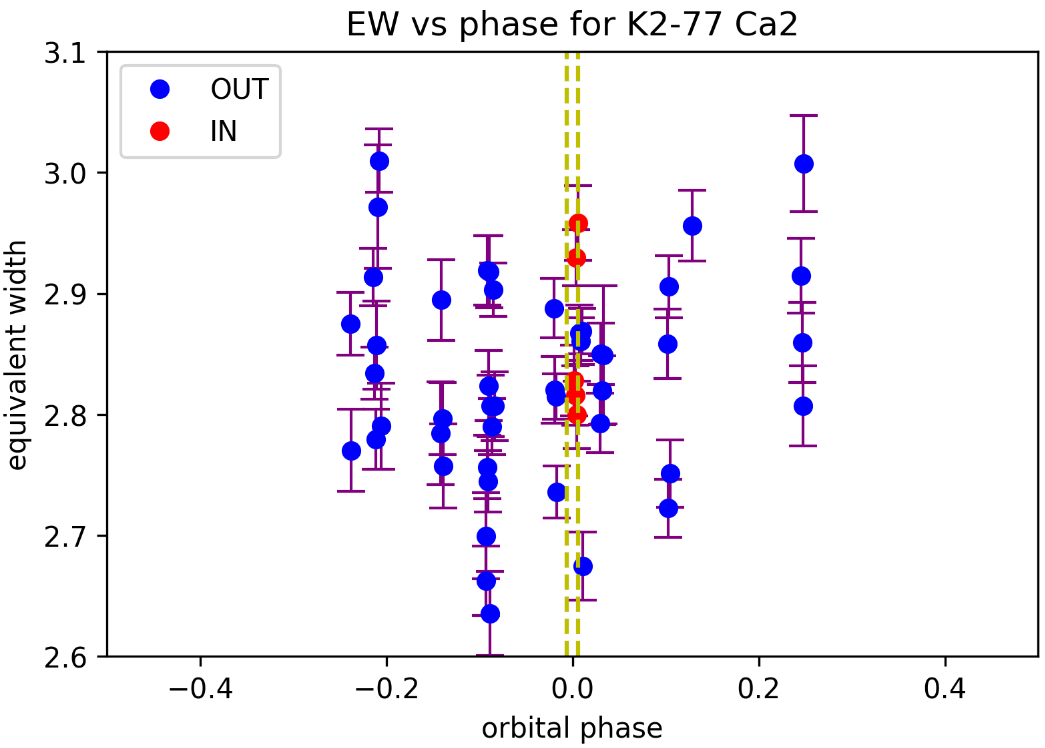 EW vs phase for K2-77 Ca2
OUT
IN
3.1
3.0
2.9
2.8
2.7
2.6
equivalent width
−0.4 −0.2 0.0 0.2 0.4
orbital phase